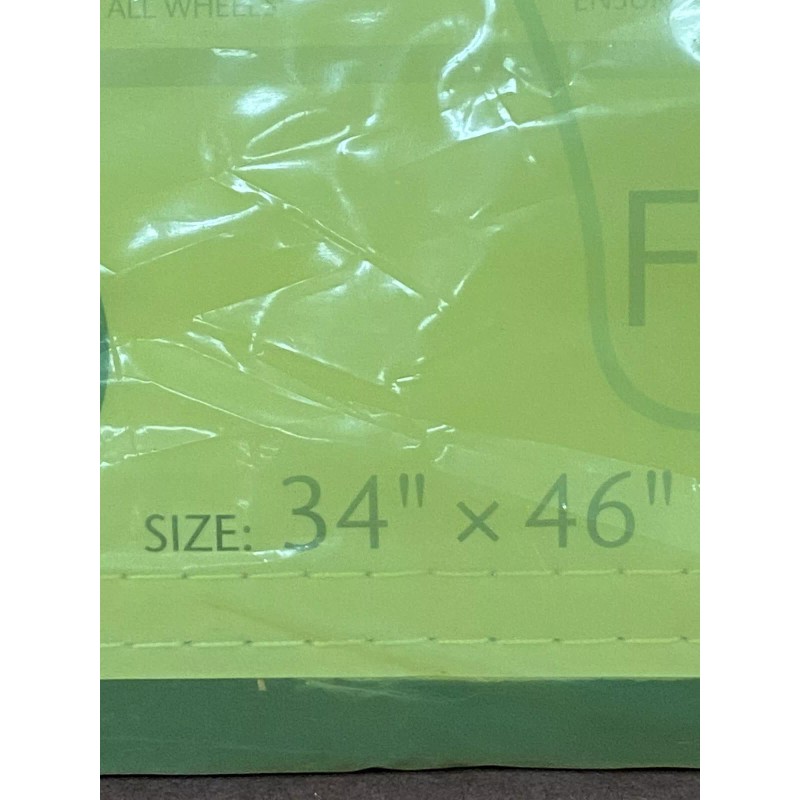 ALL WHEELS
F
SIZE: 34" × 46"